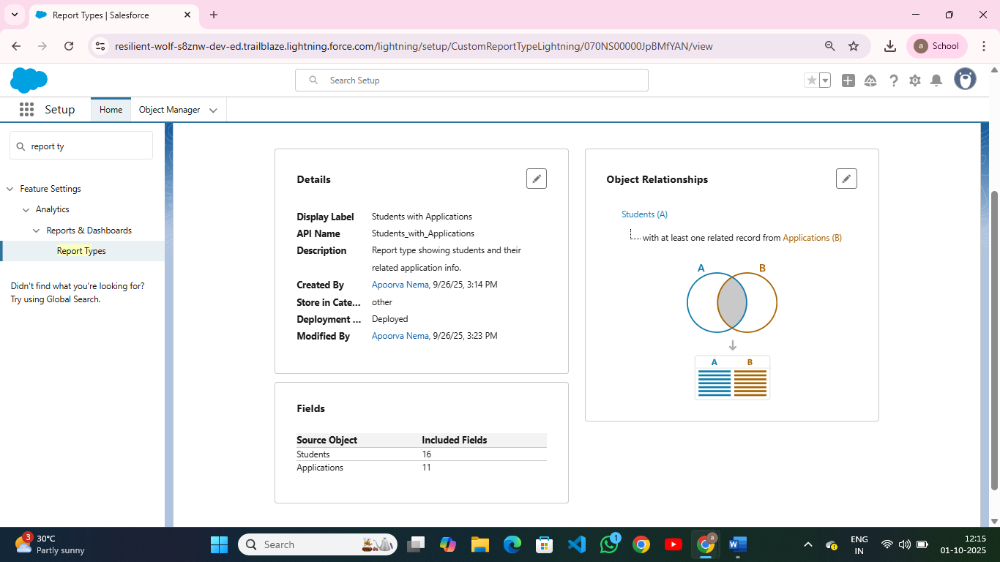 Report Types | Salesforce
resilient-wolf-s8znw-dev-ed.trailblaze.lightning.force.com/lightning/setup/CustomReportTypeLightning/070NS00000JpBMfYAN/view
a School
Search Setup
Setup
Home
Object Manager
report ty
Feature Settings
Analytics
Reports & Dashboards
Report Types
Didn't find what you're looking for?
Try using Global Search.
Details
Display Label Students with Applications
API Name Students_with_Applications
Description Report type showing students and their
related application info.
Created By Apoorva Nema, 9/26/25, 3:14 PM
Store in Cate... other
Deployment ... Deployed
Modified By Apoorva Nema, 9/26/25, 3:23 PM
Fields
Source Object Included Fields
Students 16
Applications 11
Object Relationships
Students (A)
with at least one related record from Applications (B)
A B
A B
3
30°C
Partly sunny
Search
1
a
ENG
IN
12:15
01-10-2025